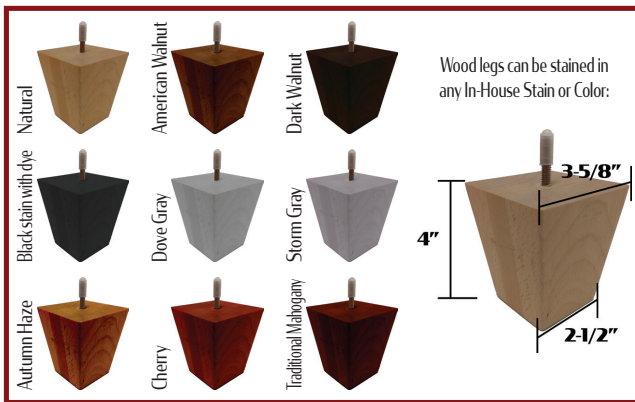 Natural
American Walnut
Dark Walnut
Black stain with dye
Dove Gray
Storm Gray
Autumn Haze
Cherry
Traditional Mahogany
Wood legs can be stained in
any In-House Stain or Color:
3-5/8”
4”
2-1/2”